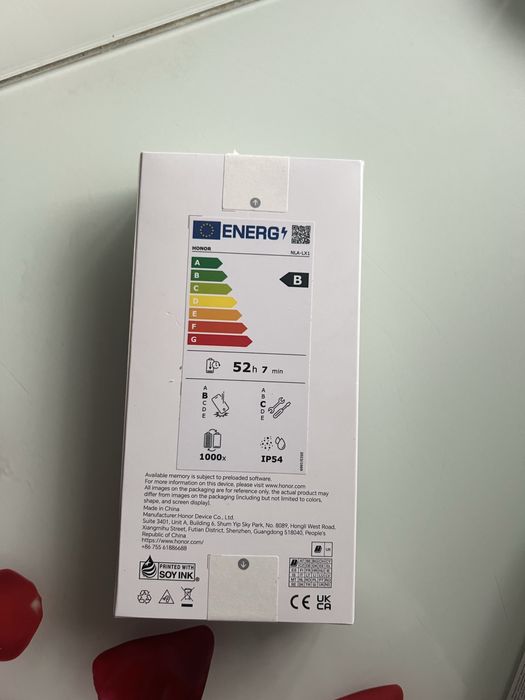 ENERG
HONOR
NLA-LX1
A
B
C
D
E
F
G
B
52h 7 min
A
B
C
D
E
A
B
C
D
E
1000x
IP54
2023/1669
Available memory is subject to preloaded software.
For more information on this device, please visit www.honor.com
All images on the packaging are for reference only, the actual product may
differ from images on the packaging (including but not limited to colors,
shape, and screen display).
Made in China
Manufacturer:Honor Device Co., Ltd.
Suite 3401, Unit A, Building 6, Shum Yip Sky Park, No. 8089, Hongli West Road,
Xiangmihu Street, Futian District, Shenzhen, Guangdong 518040, People's
Republic of China
https://www.honor.com/
+86 755 61886688
PRINTED WITH
SOY INK
CE
UK
CA